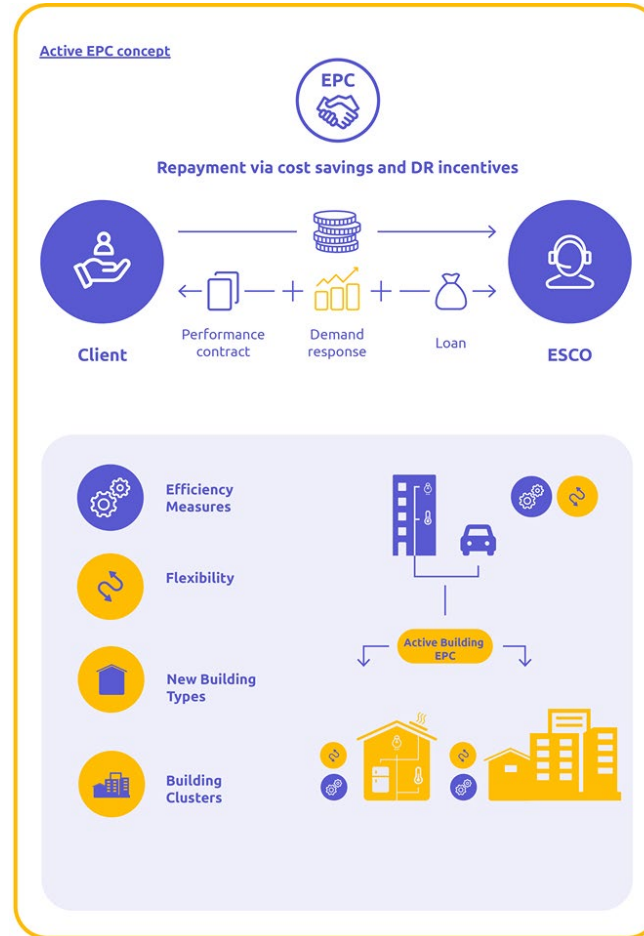 Active EPC concept
EPC
Repayment via cost savings and DR incentives
Performance
contract
Demand
response
Loan
Client
ESCO
Efficiency
Measures
Flexibility
New Building
Types
Building
Clusters
Active Building
EPC